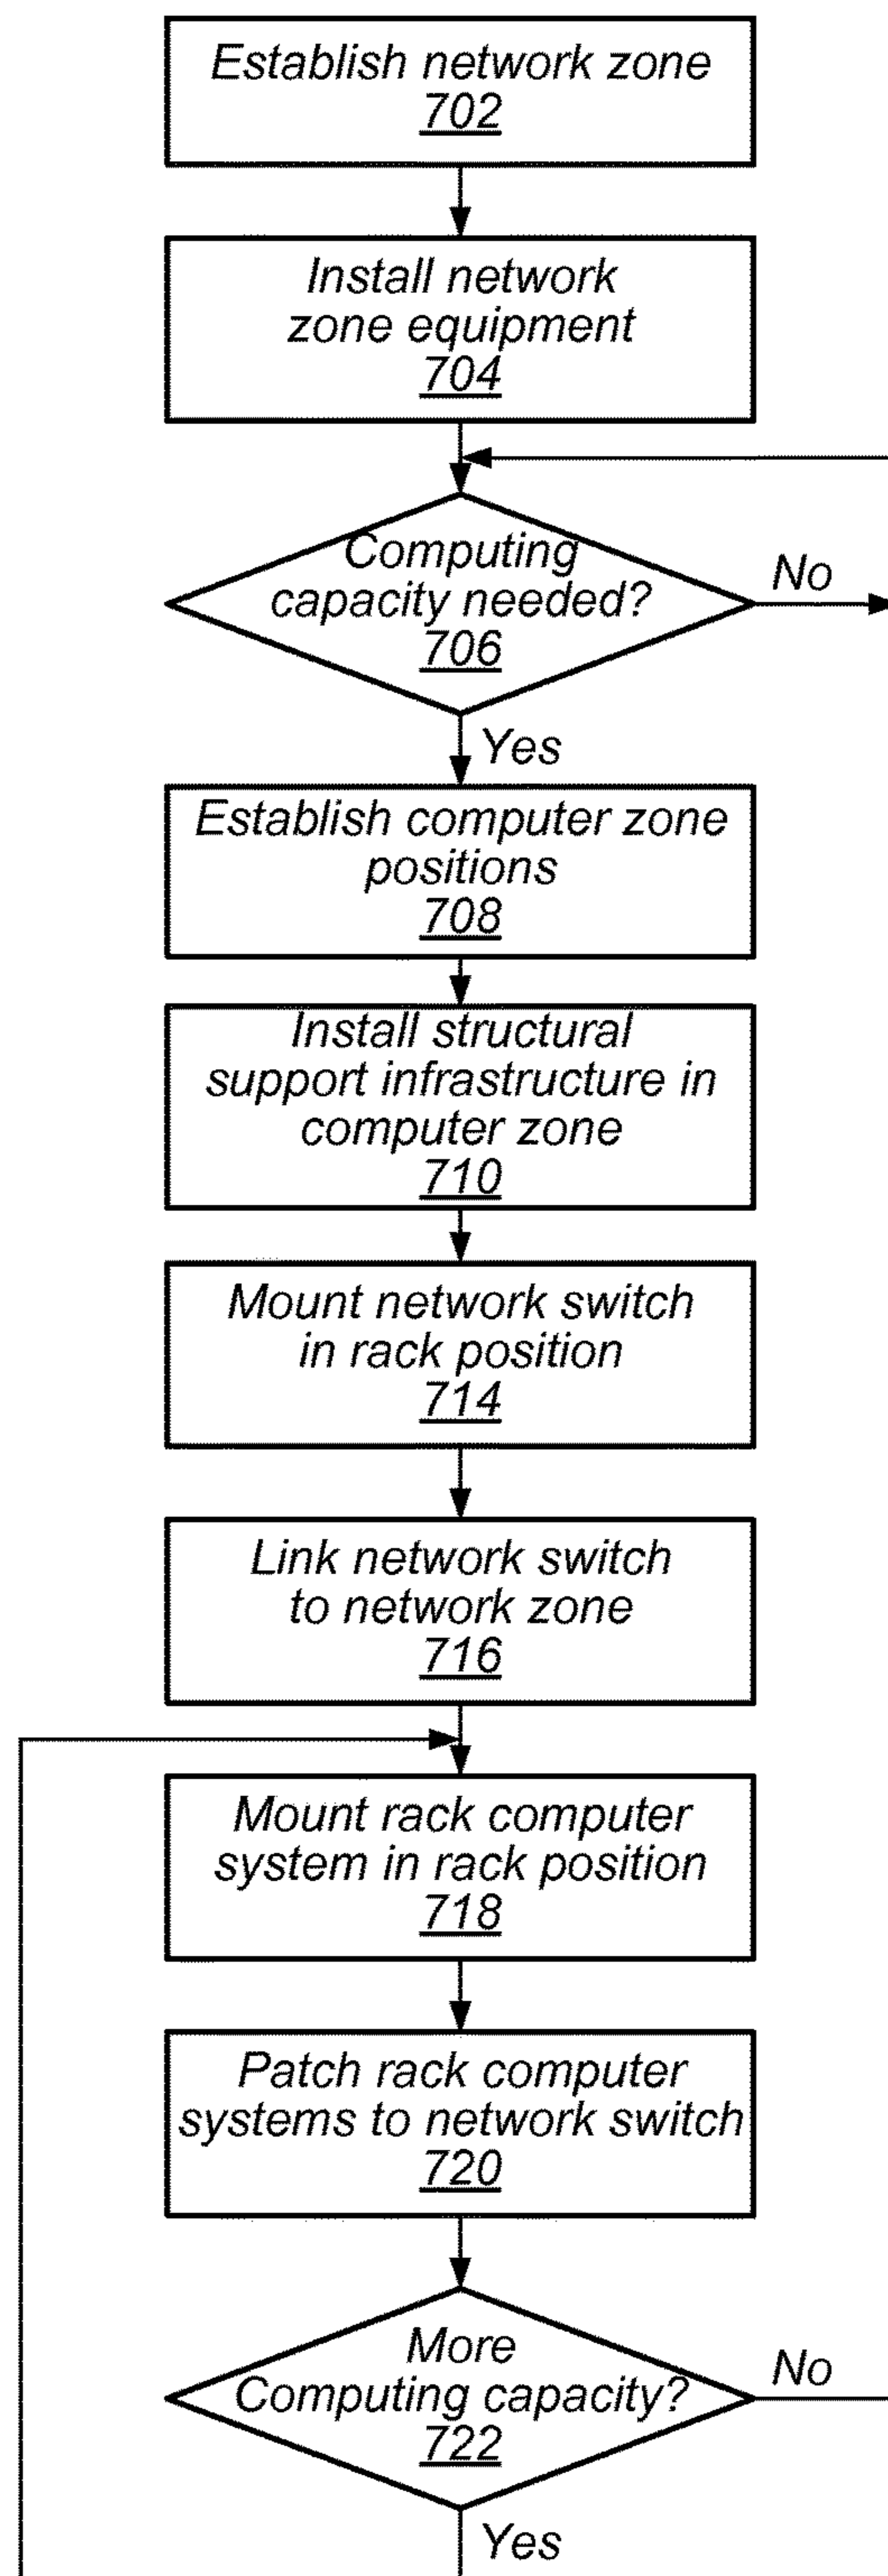 Establish network zone
702
Install network
zone equipment
704
Computing
capacity needed?
706
No
Yes
Establish computer zone
positions
708
Install structural
support infrastructure in
computer zone
710
Mount network switch
in rack position
714
Link network switch
to network zone
716
Mount rack computer
system in rack position
718
Patch rack computer
systems to network switch
720
More
Computing capacity?
722
No
Yes